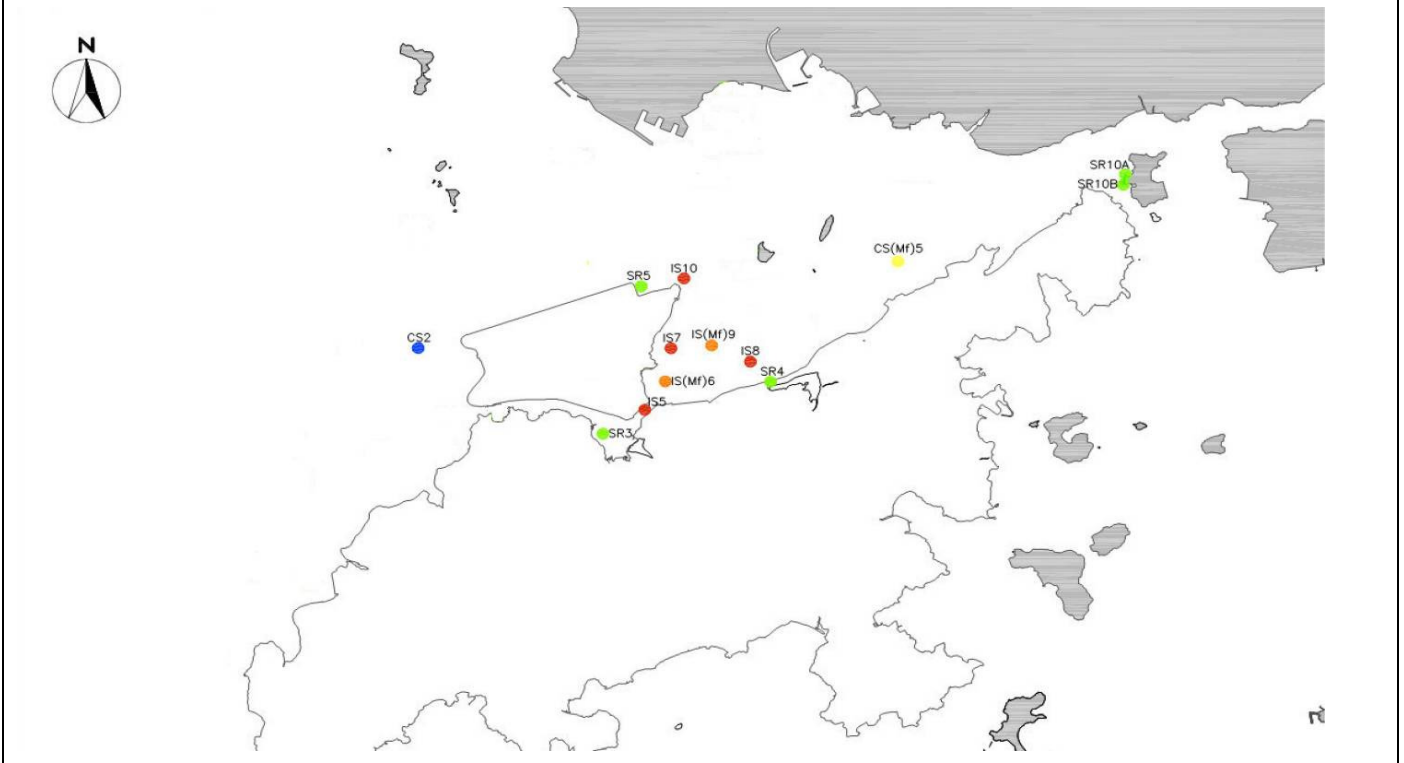 N
SR10A
SR10B
CS(Mf)5
IS10
SR5
CS2
IS7
IS(Mf)9
IS8
SR4
IS(Mf)6
IS5
SR3